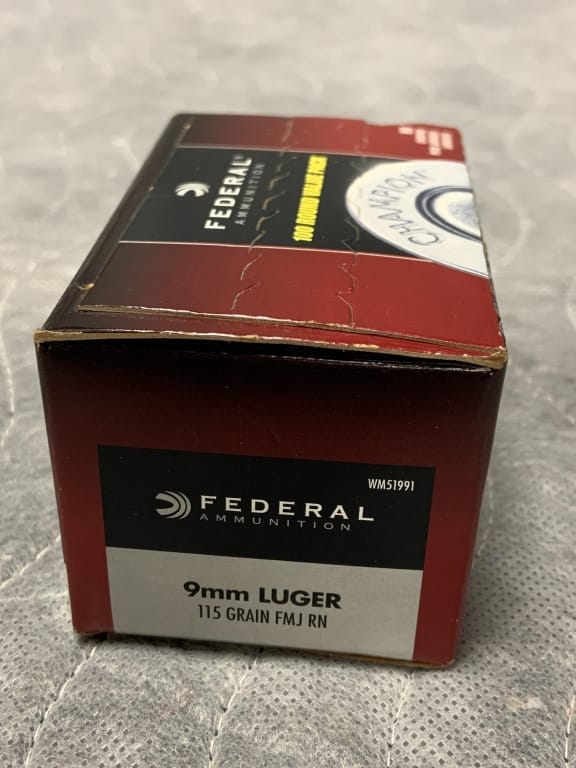 FEDERAL®
AMMUNITION
100 ROUND VALUE PACK
CHAMPION
WM51991
FEDERAL
AMMUNITION
9mm LUGER
115 GRAIN FMJ RN